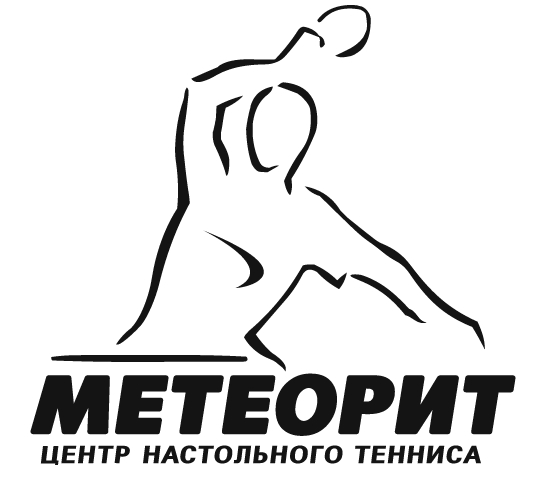 МЕТЕОРИТ
ЦЕНТР НАСТОЛЬНОГО ТЕННИСА